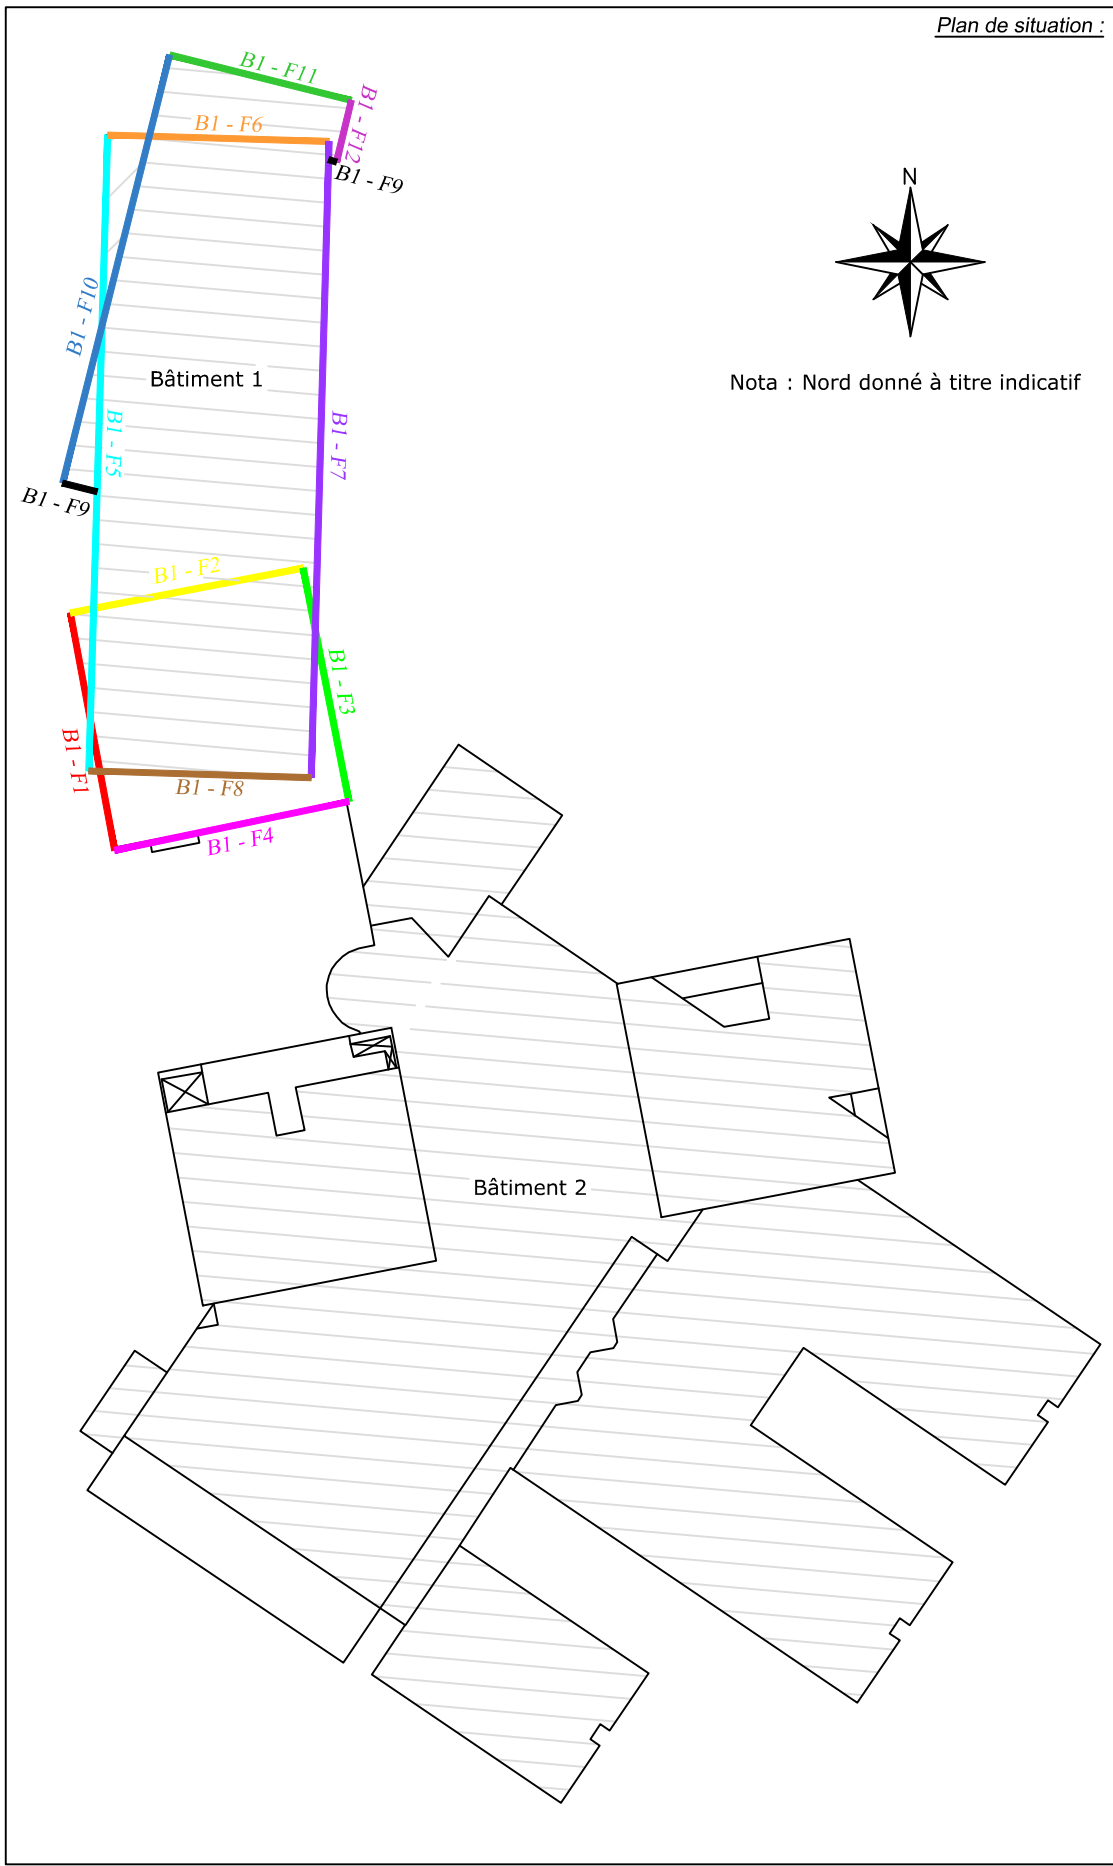 Plan de situation :
B1 - F11
B1 - F12
B1 - F6
B1 - F9
N
B1 - F10
Bâtiment 1
Nota : Nord donné à titre indicatif
B1 - F5
B1 - F7
B1 - F9
B1 - F2
B1 - F3
B1 - F1
B1 - F8
B1 - F4
Bâtiment 2